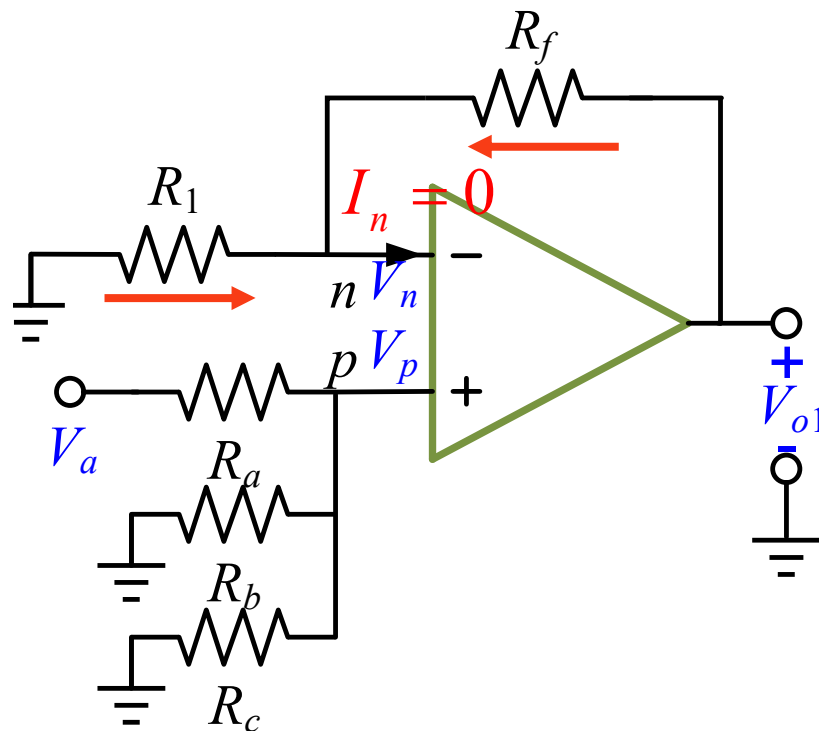 R_f
R_1
I_n = 0
−
n V_n
p V_p
+
V_a
+
V_o1
-
R_a
R_b
R_c